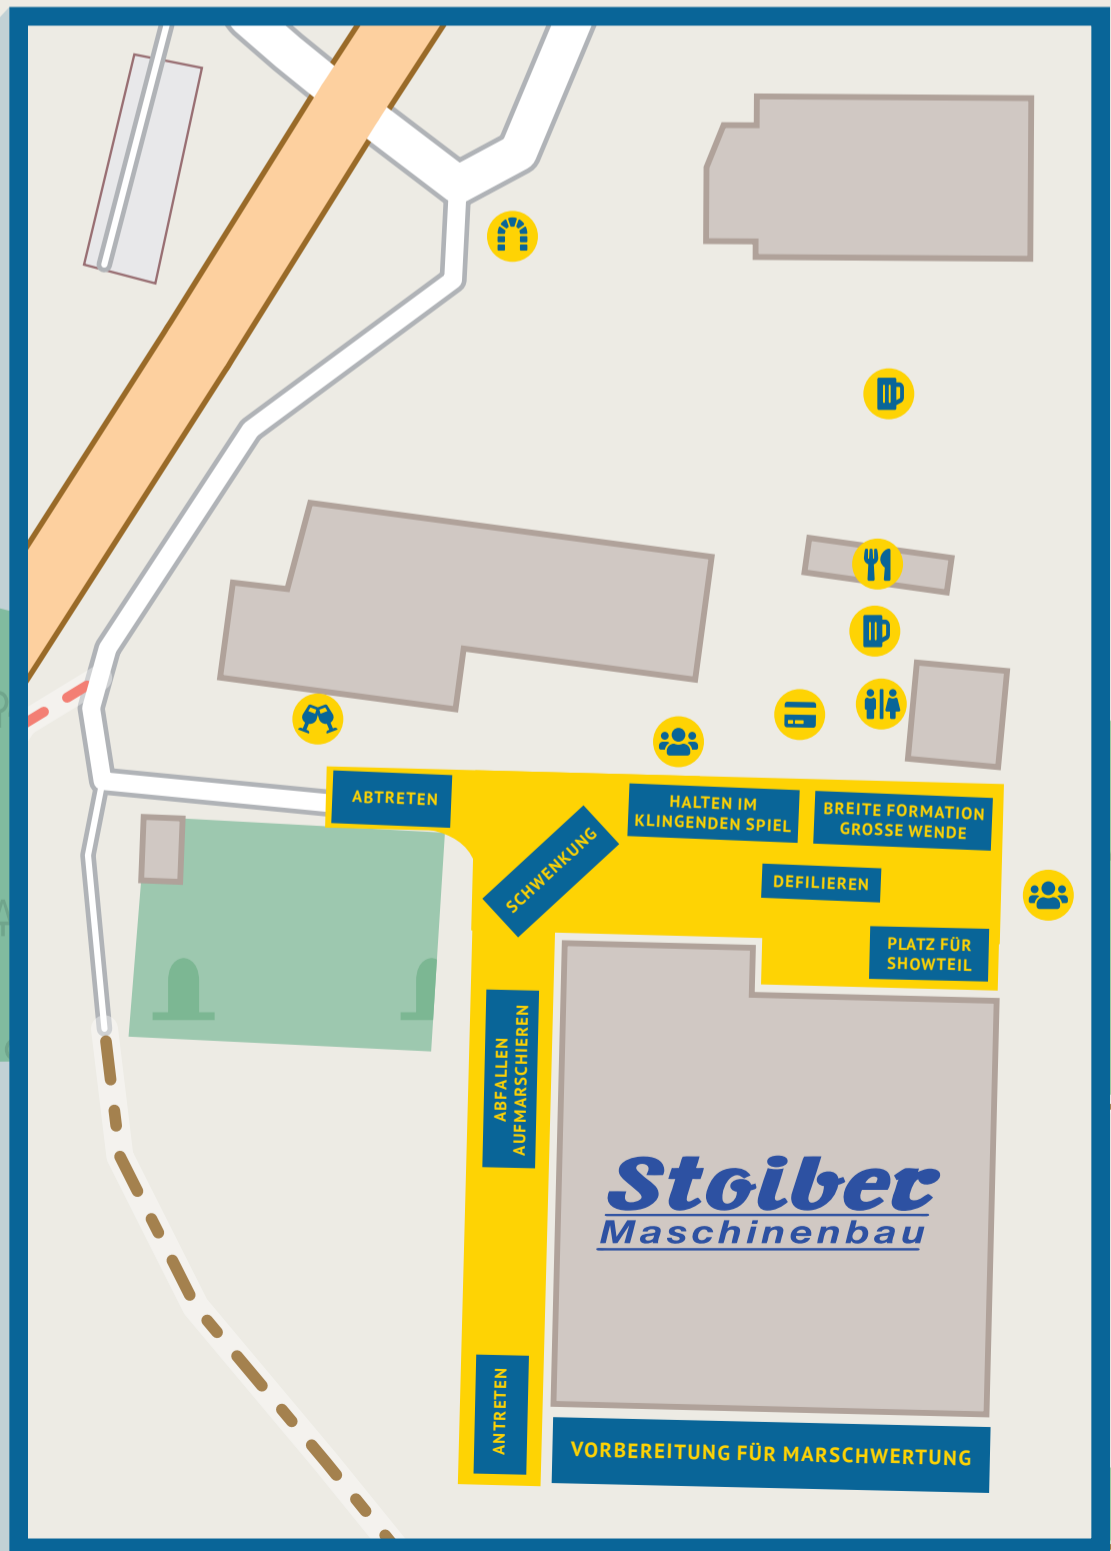 ABTRETEN
HALTEN IM
KLINGENDEN SPIEL
BREITE FORMATION
GROSSE WENDE
SCHWENKUNG
DEFILIEREN
PLATZ FÜR
SHOWTEIL
ABFALLEN
AUFMARSCHIEREN
Stoiber
Maschinenbau
ANTRETEN
VORBEREITUNG FÜR MARSCHWERTUNG